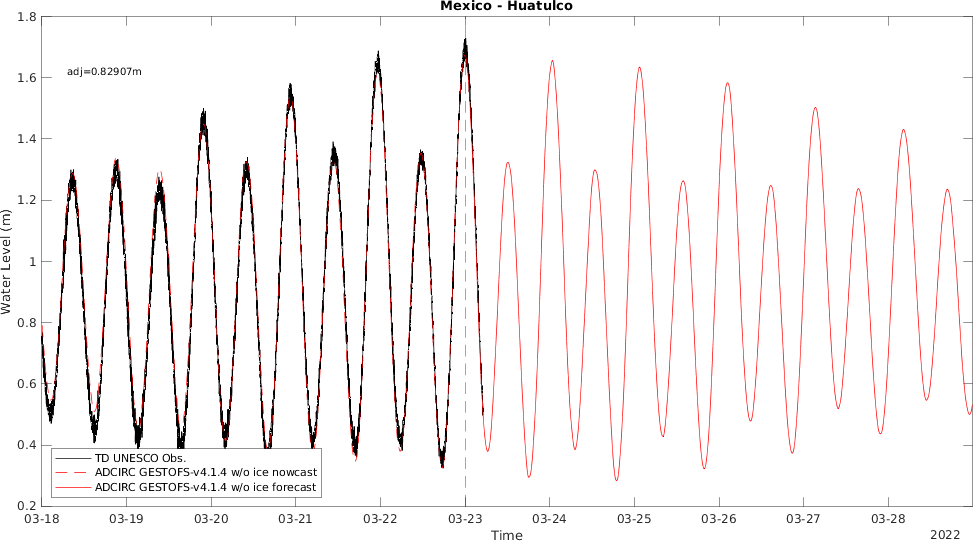 Mexico - Huatulco
1.8
1.6
1.4
1.2
1
0.8
0.6
0.4
0.2
Water Level (m)
adj=0.82907m
TD UNESCO Obs.
ADCIRC GESTOFS-v4.1.4 w/o ice nowcast
ADCIRC GESTOFS-v4.1.4 w/o ice forecast
03-18 03-19 03-20 03-21 03-22 03-23 03-24 03-25 03-26 03-27 03-28
Time
2022